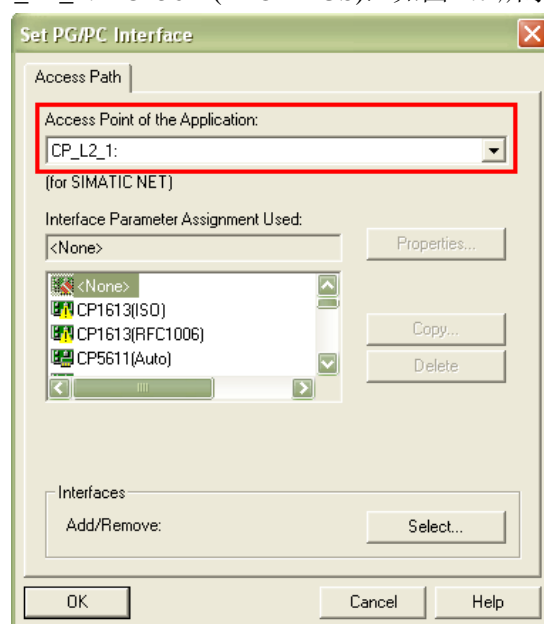 Set PG/PC Interface
Access Path
Access Point of the Application:
CP_L2_1:
(for SIMATIC NET)
Interface Parameter Assignment Used:
<None>
Properties...
<None>
CP1613(ISO)
CP1613(RFC1006)
CP5611(Auto)
Copy...
Delete
Interfaces
Add/Remove:
Select...
OK
Cancel
Help